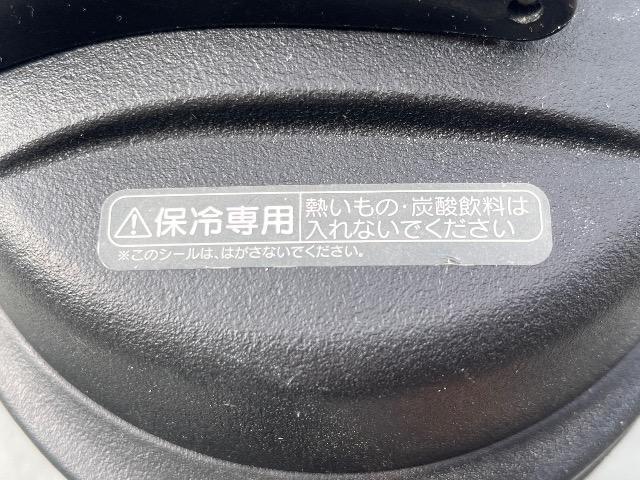 ⚠保冷専用
熱いもの・炭酸飲料は
入れないでください
※このシールは、はがさないでください。